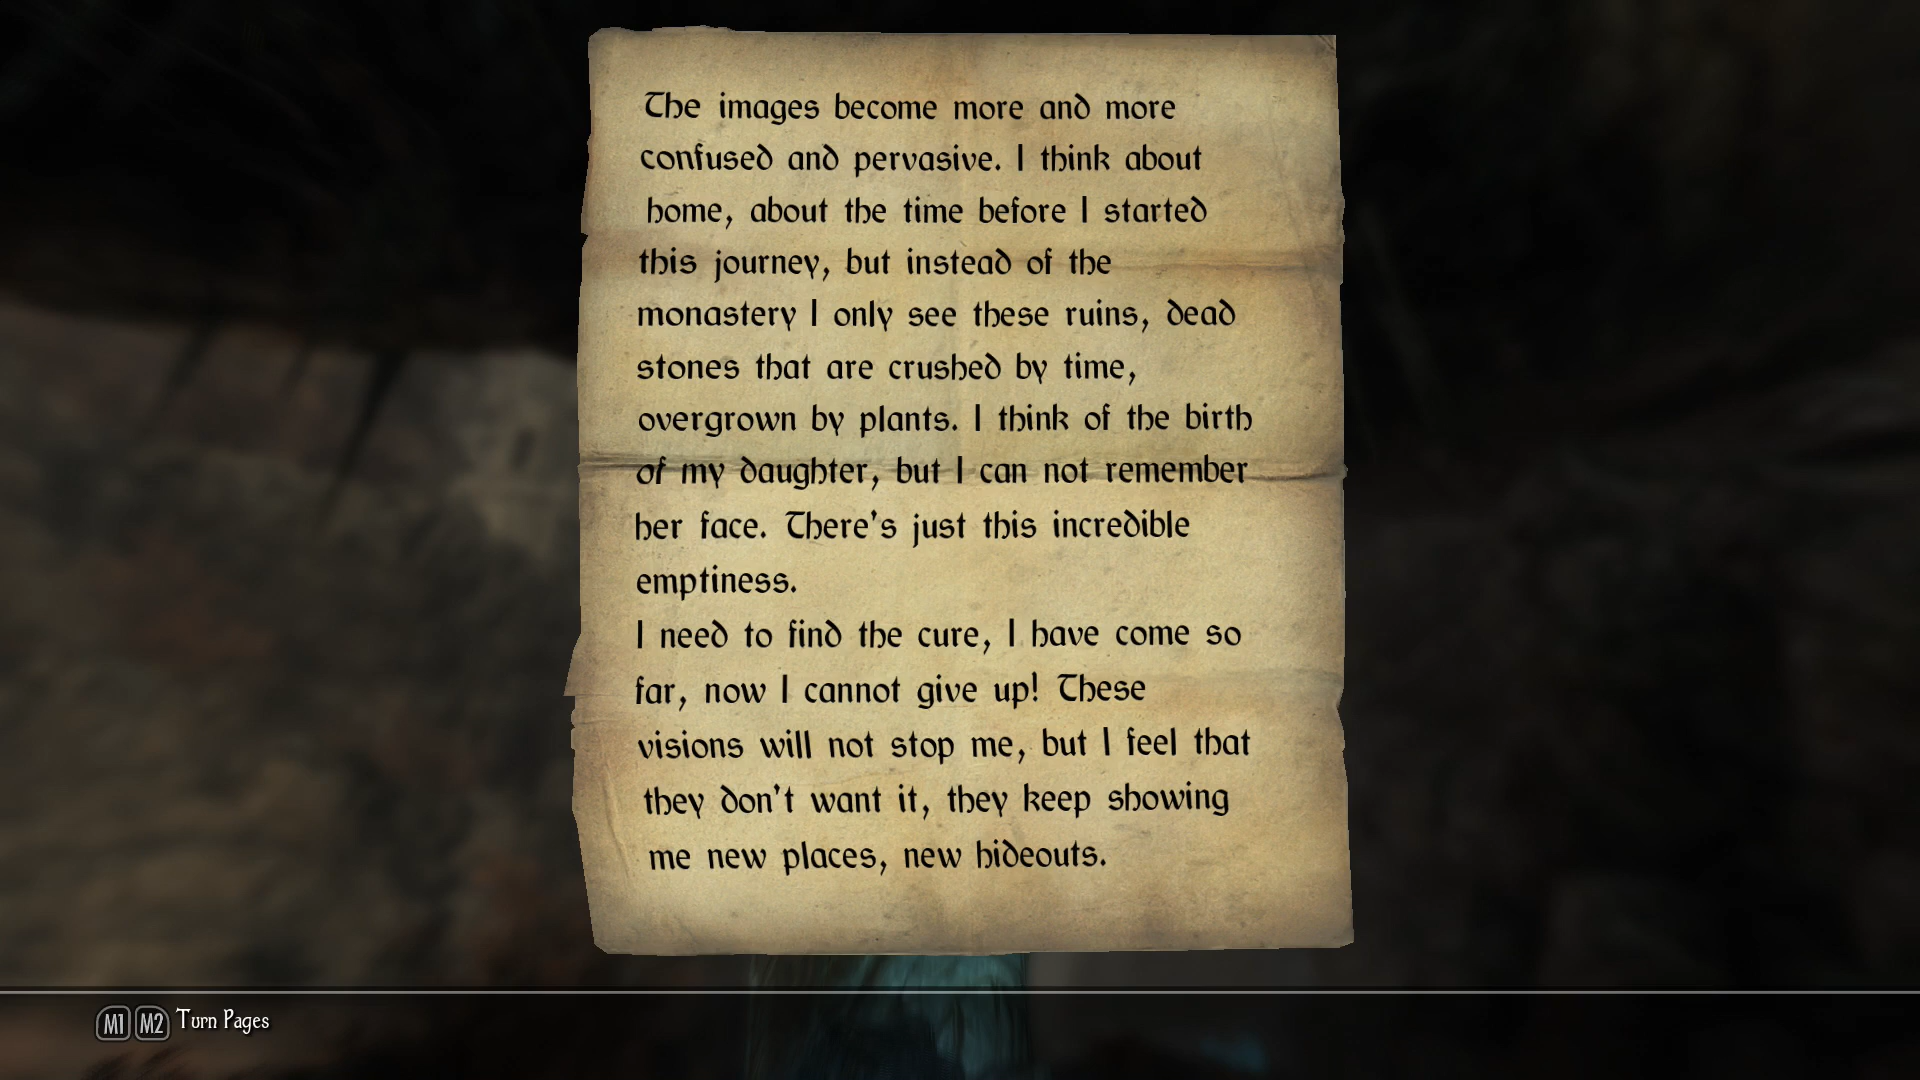 The images become more and more
confused and pervasive. I think about
home, about the time before I started
this journey, but instead of the
monastery I only see these ruins, dead
stones that are crushed by time,
overgrown by plants. I think of the birth
of my daughter, but I can not remember
her face. There's just this incredible
emptiness.
I need to find the cure, I have come so
far, now I cannot give up! These
visions will not stop me, but I feel that
they don't want it, they keep showing
me new places, new hideouts.
M1 M2 Turn Pages